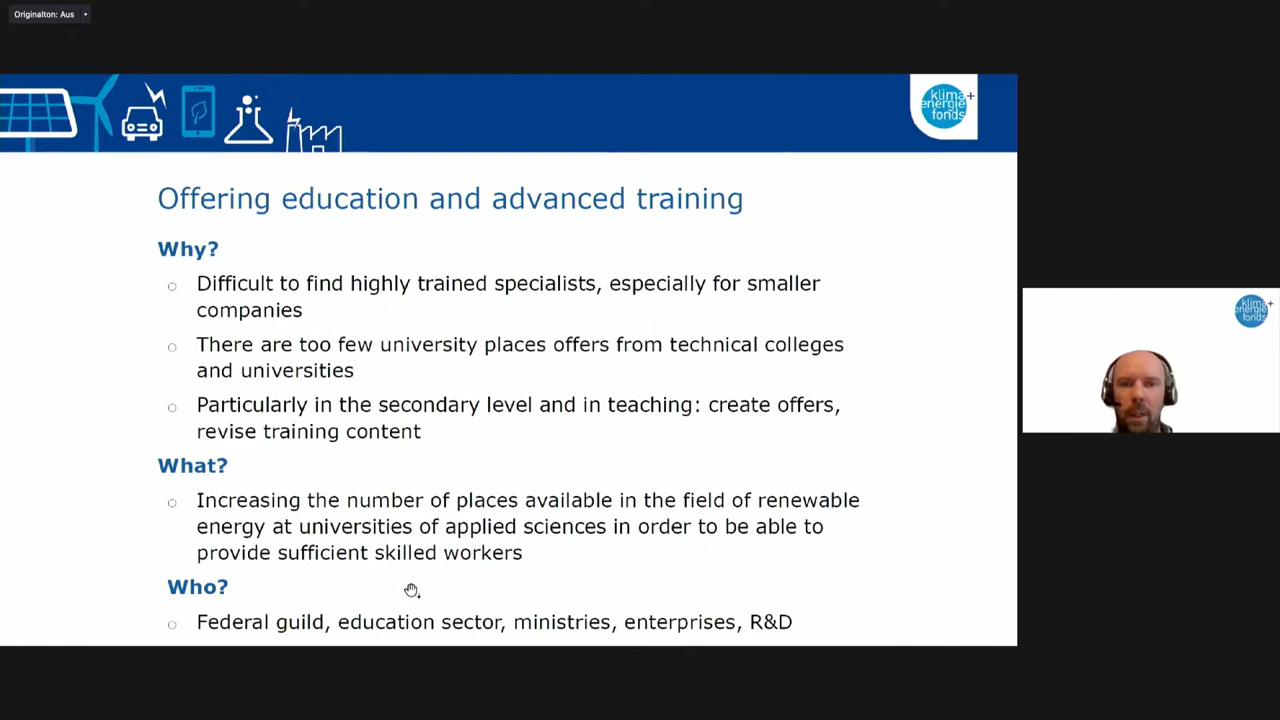 Originalton: Aus
klima+
energie
fonds
Offering education and advanced training
Why?
Difficult to find highly trained specialists, especially for smaller
companies
There are too few university places offers from technical colleges
and universities
Particularly in the secondary level and in teaching: create offers,
revise training content
What?
Increasing the number of places available in the field of renewable
energy at universities of applied sciences in order to be able to
provide sufficient skilled workers
Who?
Federal guild, education sector, ministries, enterprises, R&D
klima+
energie
fonds